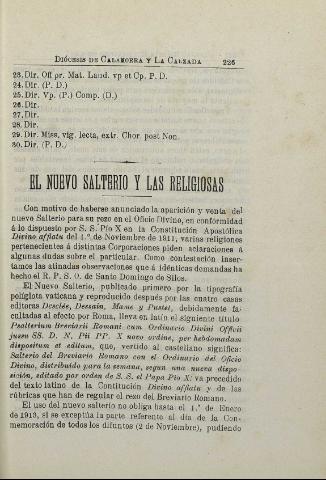 DIÓCESIS DE CALAHORRA Y LA CALZADA 225
23. Dir. Off pr. Mat. Laud. vp et Cp. P. D.
24. Dir. (P. D.)
25. Dir. Vp. (P.) Comp. (D.)
26. Dir.
27. Dir.
28. Dir.
29. Dir. Miss, vig. lecta, extr. Chor. post Non.
30. Dir. (P. D.)
EL NUEVO SALTERIO Y LAS RELIGIOSAS
Con motivo de haberse anunciado la aparición y venta del
nuevo Salterio para su rezo en el Oficio Divino, en conformidad
á lo dispuesto por S. S. Pío X en la Constitución Apostólica
Divino afflatu del 1.º de Noviembre de 1911, varias religiosas
pertenecientes á distintas Corporaciones piden aclaraciones á
algunas dudas sobre el particular. Como contestación inser-
tamos las atinadas observaciones que á idénticas demandas ha
hecho el R. P. S. O. de Santo Domingo de Silos.
El Nuevo Salterio, publicado primero por la tipografía
políglota vaticana y reproducido después por las cuatro casas
editoras Desclée, Dessain, Mame y Pustet, debidamente fa-
cultadas al efecto por Roma, lleva en latín el siguiente título
Psalterium Breviarii Romani cum Ordinario Divini Officii
jussu SS. D. N. Pii PP. X novo ordine, per hebdomadam
dispositum et editum, que, vertido al castellano significa:
Salterio del Breviario Romano con el Ordinario del Oficio
Divino, distribuído para la semana, segun una nueva dispo-
sición, editado por orden de S. S. el Papa Pío X: va precedido
del texto latino de la Constitución Divino afflatu y de las
rúbricas que han de regular el rezo del Breviario Romano.
El uso del nuevo salterio no obliga hasta el 1.º de Enero
de 1913, si se exceptúa la parte referente al día de la Con-
memoración de todos los difuntos (2 de Noviembre), pudiendo